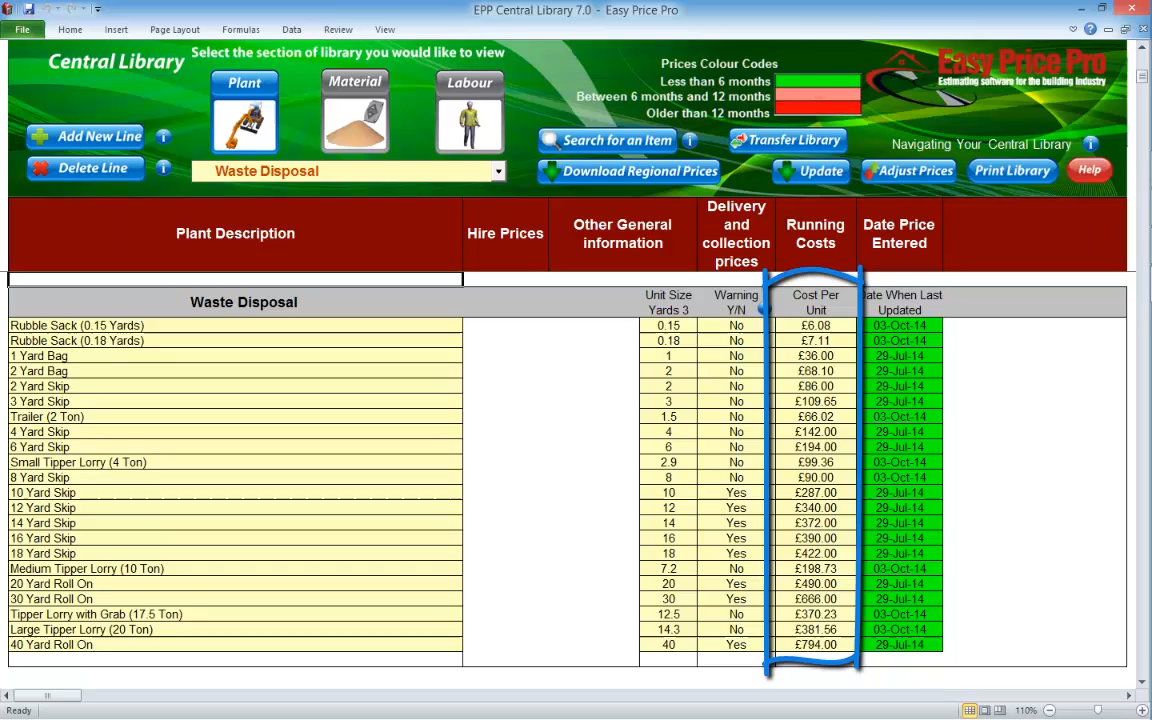 EPP Central Library 7.0 - Easy Price Pro
File Home Insert Page Layout Formulas Data Review View
Central Library
Select the section of library you would like to view
Plant
Material
Labour
Add New Line
Delete Line
Waste Disposal
Prices Colour Codes
Less than 6 months
Between 6 months and 12 months
Older than 12 months
Easy Price Pro
Estimating software for the building Industry
Search for an Item
Transfer Library
Navigating Your Central Library
Download Regional Prices
Update
Adjust Prices
Print Library
Help
Plant Description
Hire Prices
Other General information
Delivery and collection prices
Running Costs
Date Price Entered
Waste Disposal
Unit Size Yards 3
Warning Y/N
Cost Per Unit
Date When Last Updated
Rubble Sack (0.15 Yards) 0.15 No £6.08 03-Oct-14
Rubble Sack (0.18 Yards) 0.18 No £7.11 03-Oct-14
1 Yard Bag 1 No £36.00 29-Jul-14
2 Yard Bag 2 No £68.10 29-Jul-14
2 Yard Skip 2 No £86.00 29-Jul-14
3 Yard Skip 3 No £109.65 29-Jul-14
Trailer (2 Ton) 1.5 No £66.02 03-Oct-14
4 Yard Skip 4 No £142.00 29-Jul-14
6 Yard Skip 6 No £194.00 29-Jul-14
Small Tipper Lorry (4 Ton) 2.9 No £99.36 03-Oct-14
8 Yard Skip 8 No £90.00 03-Oct-14
10 Yard Skip 10 Yes £287.00 29-Jul-14
12 Yard Skip 12 Yes £340.00 29-Jul-14
14 Yard Skip 14 Yes £372.00 29-Jul-14
16 Yard Skip 16 Yes £390.00 29-Jul-14
18 Yard Skip 18 Yes £422.00 29-Jul-14
Medium Tipper Lorry (10 Ton) 7.2 No £198.73 03-Oct-14
20 Yard Roll On 20 Yes £490.00 29-Jul-14
30 Yard Roll On 30 Yes £666.00 29-Jul-14
Tipper Lorry with Grab (17.5 Ton) 12.5 No £370.23 03-Oct-14
Large Tipper Lorry (20 Ton) 14.3 No £381.56 03-Oct-14
40 Yard Roll On 40 Yes £794.00 29-Jul-14
Ready
110%